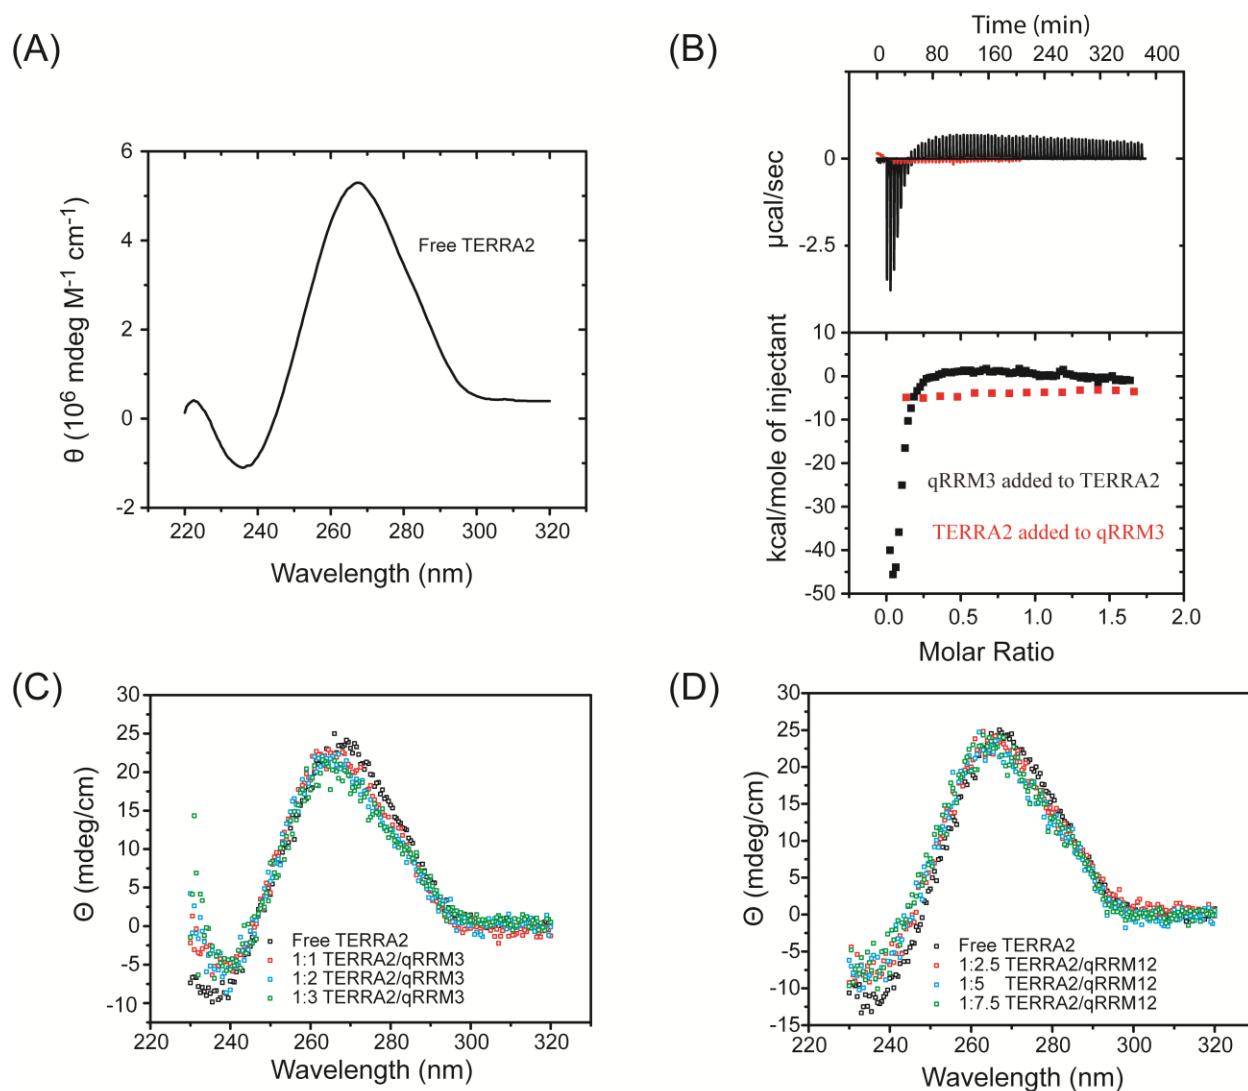 (A)
6
4
2
0
-2
θ (10⁶ mdeg M⁻¹ cm⁻¹)
Free TERRA2
220 240 260 280 300 320
Wavelength (nm)
(B)
Time (min)
0 80 160 240 320 400
0
-2.5
μcal/sec
10
0
-10
-20
-30
-40
-50
kcal/mole of injectant
qRRM3 added to TERRA2
TERRA2 added to qRRM3
0.0 0.5 1.0 1.5 2.0
Molar Ratio
(C)
30
25
20
15
10
5
0
-5
-10
Θ (mdeg/cm)
Free TERRA2
1:1 TERRA2/qRRM3
1:2 TERRA2/qRRM3
1:3 TERRA2/qRRM3
220 240 260 280 300 320
Wavelength (nm)
(D)
30
25
20
15
10
5
0
-5
-10
-15
Θ (mdeg/cm)
Free TERRA2
1:2.5 TERRA2/qRRM12
1:5 TERRA2/qRRM12
1:7.5 TERRA2/qRRM12
220 240 260 280 300 320
Wavelength (nm)